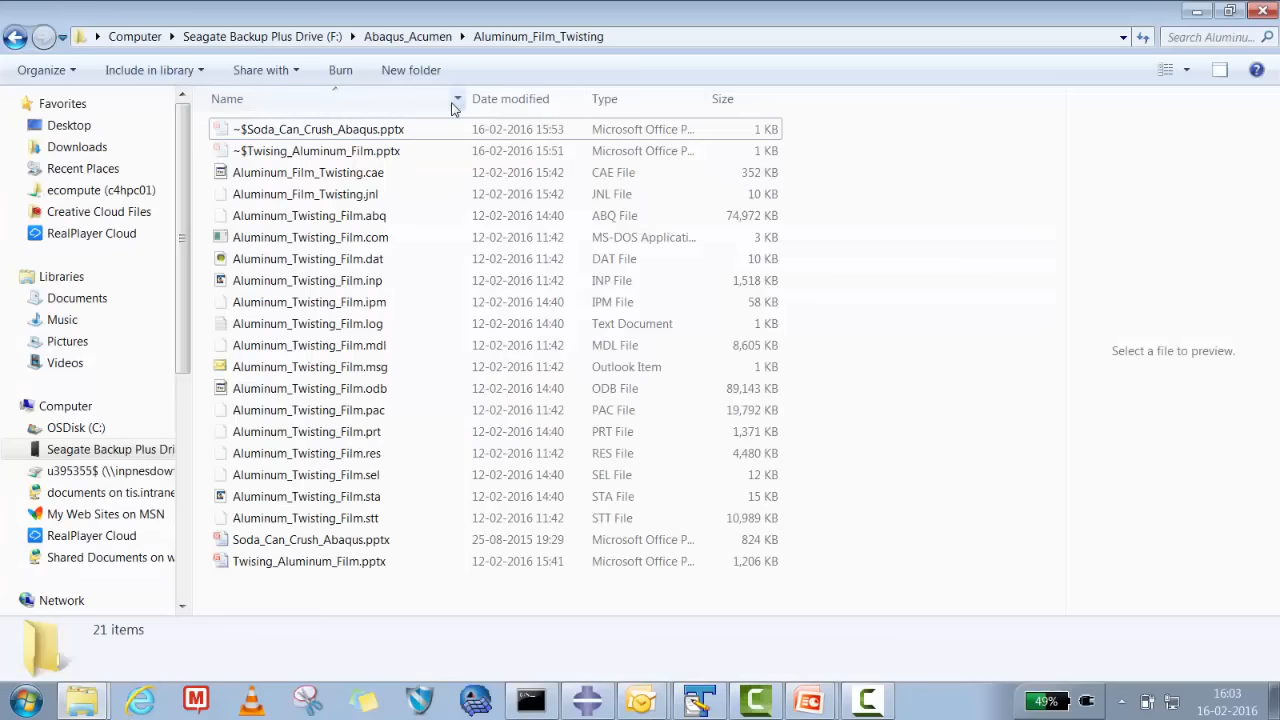 Computer Seagate Backup Plus Drive (F:) Abaqus_Acumen Aluminum_Film_Twisting Search Aluminu...
Organize Include in library Share with Burn New folder
Name Date modified Type Size
Favorites
Desktop
Downloads
Recent Places
ecompute (c4hpc01)
Creative Cloud Files
RealPlayer Cloud
Libraries
Documents
Music
Pictures
Videos
Computer
OSDisk (C:)
Seagate Backup Plus Dri
u395355$ (\\inpnesdow
documents on tis.intrane
My Web Sites on MSN
RealPlayer Cloud
Shared Documents on w
Network
~$Soda_Can_Crush_Abaqus.pptx 16-02-2016 15:53 Microsoft Office P... 1 KB
~$Twising_Aluminum_Film.pptx 16-02-2016 15:51 Microsoft Office P... 1 KB
Aluminum_Film_Twisting.cae 12-02-2016 15:42 CAE File 352 KB
Aluminum_Film_Twisting.jnl 12-02-2016 15:42 JNL File 10 KB
Aluminum_Twisting_Film.abq 12-02-2016 14:40 ABQ File 74,972 KB
Aluminum_Twisting_Film.com 12-02-2016 11:42 MS-DOS Applicati... 3 KB
Aluminum_Twisting_Film.dat 12-02-2016 11:42 DAT File 10 KB
Aluminum_Twisting_Film.inp 12-02-2016 11:42 INP File 1,518 KB
Aluminum_Twisting_Film.ipm 12-02-2016 14:40 IPM File 58 KB
Aluminum_Twisting_Film.log 12-02-2016 14:40 Text Document 1 KB
Aluminum_Twisting_Film.mdl 12-02-2016 14:40 MDL File 8,605 KB
Aluminum_Twisting_Film.msg 12-02-2016 11:42 Outlook Item 1 KB
Aluminum_Twisting_Film.odb 12-02-2016 14:40 ODB File 89,143 KB
Aluminum_Twisting_Film.pac 12-02-2016 11:42 PAC File 19,792 KB
Aluminum_Twisting_Film.prt 12-02-2016 14:40 PRT File 1,371 KB
Aluminum_Twisting_Film.res 12-02-2016 11:42 RES File 4,480 KB
Aluminum_Twisting_Film.sel 12-02-2016 14:40 SEL File 12 KB
Aluminum_Twisting_Film.sta 12-02-2016 14:40 STA File 15 KB
Aluminum_Twisting_Film.stt 12-02-2016 11:42 STT File 10,989 KB
Soda_Can_Crush_Abaqus.pptx 25-08-2015 19:29 Microsoft Office P... 824 KB
Twising_Aluminum_Film.pptx 12-02-2016 15:41 Microsoft Office P... 1,206 KB
Select a file to preview.
21 items
49%
16:03
16-02-2016